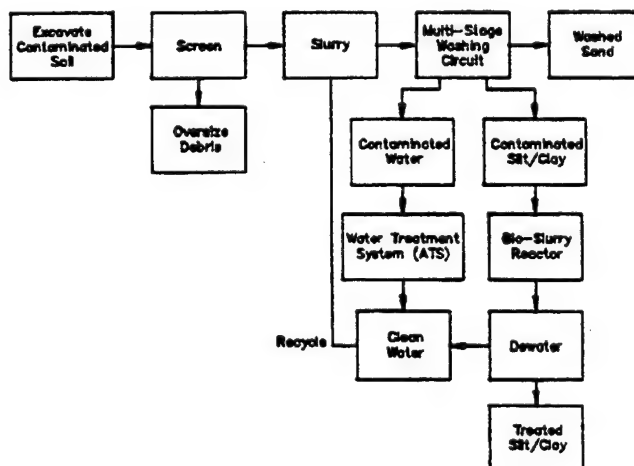 Excavate
Contaminated
Soil
Screen
Slurry
Multi-Stage
Washing
Circuit
Washed
Sand
Oversize
Debris
Contaminated
Water
Contaminated
Silt/Clay
Water Treatment
System (ATS)
Bio-Slurry
Reactor
Recycle
Clean
Water
Dewater
Treated
Silt/Clay